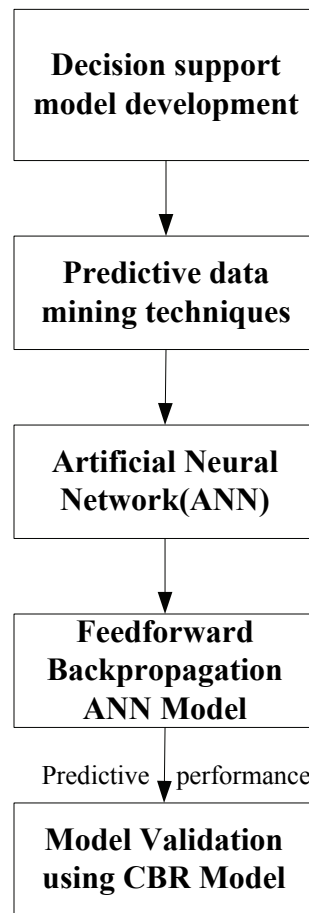 Decision support
model development
Predictive data
mining techniques
Artificial Neural
Network(ANN)
Feedforward
Backpropagation
ANN Model
Predictive performance
Model Validation
using CBR Model